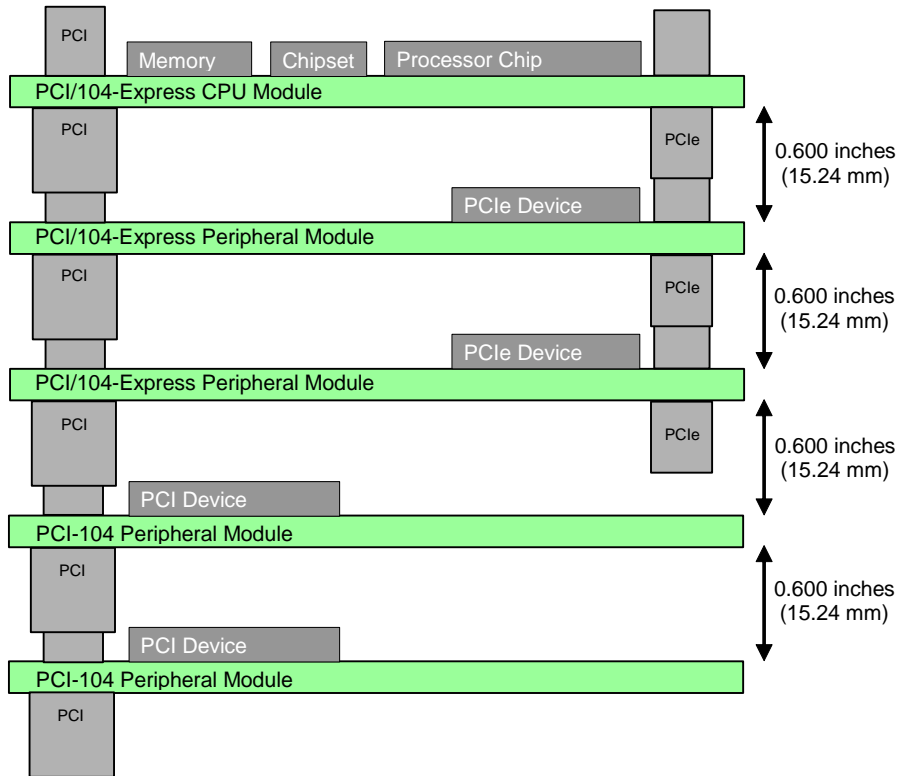 PCI
Memory
Chipset
Processor Chip
PCI/104-Express CPU Module
PCI
PCIe
0.600 inches
(15.24 mm)
PCIe Device
PCI/104-Express Peripheral Module
PCI
PCIe
0.600 inches
(15.24 mm)
PCIe Device
PCI/104-Express Peripheral Module
PCI
PCIe
0.600 inches
(15.24 mm)
PCI Device
PCI-104 Peripheral Module
PCI
0.600 inches
(15.24 mm)
PCI Device
PCI-104 Peripheral Module
PCI